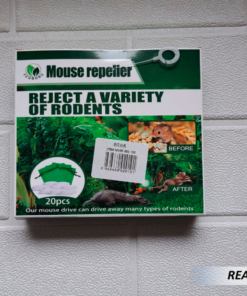 Mouse repeller
REJECT A VARIETY
OF RODENTS
BEFORE
AFTER
20pcs
Our mouse drive can drive away many types of rodents
REA